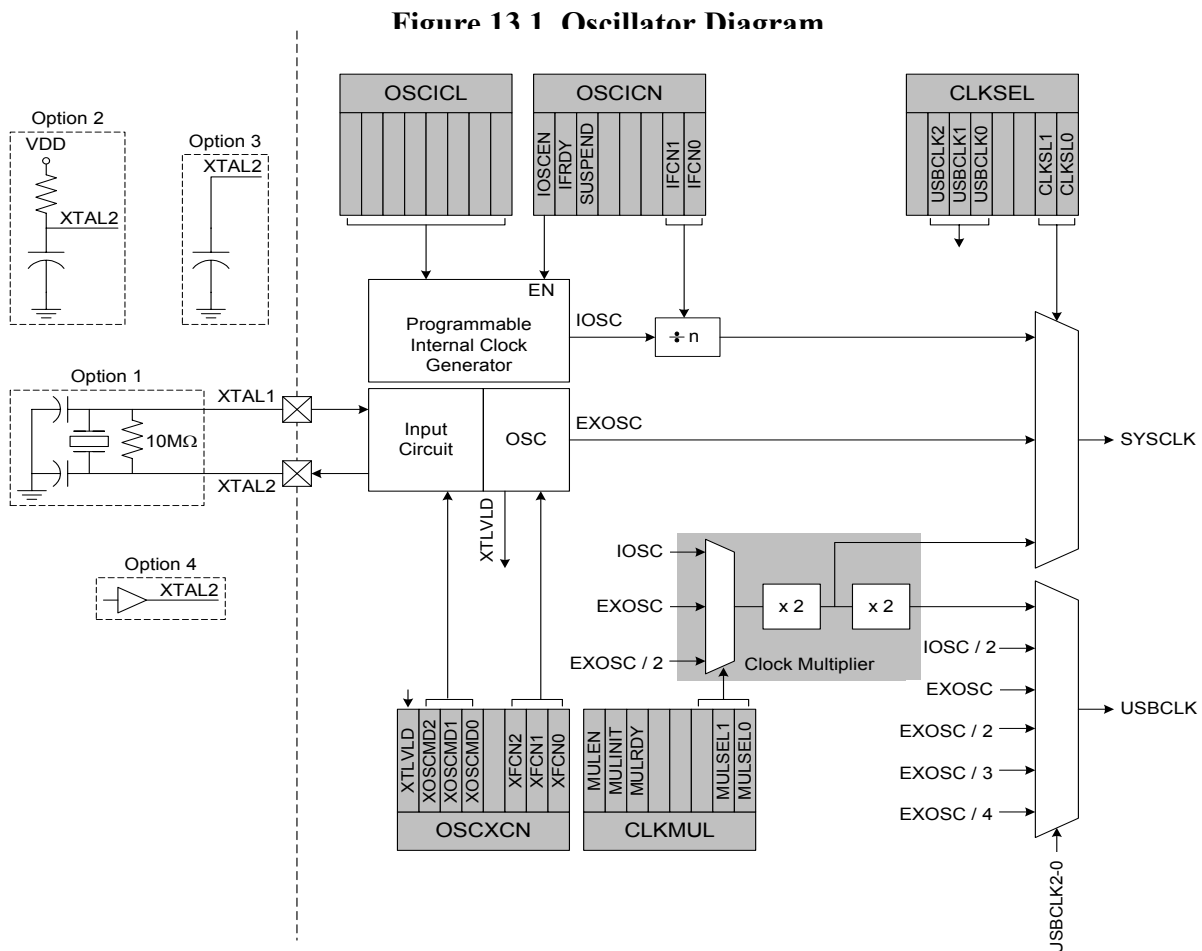 Figure 13.1. Oscillator Diagram
OSCICL
OSCICN
CLKSEL
IOSCEN
IFRDY
SUSPEND
IFCN1
IFCN0
USBCLK2
USBCLK1
USBCLK0
CLKSL1
CLKSL0
Option 2
VDD
XTAL2
Option 3
XTAL2
EN
Programmable
Internal Clock
Generator
IOSC
÷ n
Option 1
10MΩ
XTAL1
XTAL2
Input
Circuit
OSC
EXOSC
SYSCLK
XTLVLD
Option 4
XTAL2
IOSC
EXOSC
EXOSC / 2
x 2
x 2
Clock Multiplier
IOSC / 2
EXOSC
EXOSC / 2
EXOSC / 3
EXOSC / 4
USBCLK
USBCLK2-0
XTLVLD
XOSCMD2
XOSCMD1
XOSCMD0
XFCN2
XFCN1
XFCN0
OSCXCN
MULEN
MULINIT
MULRDY
MULSEL1
MULSEL0
CLKMUL